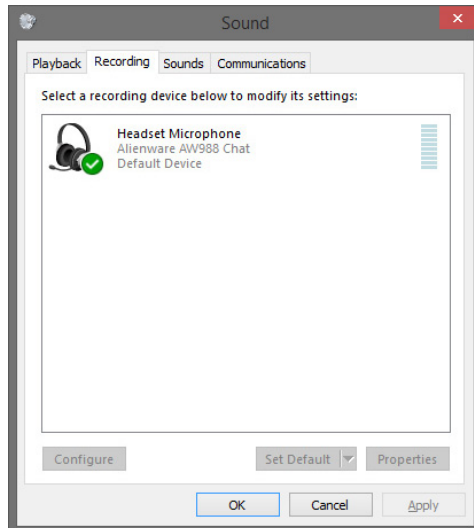 Sound
Playback Recording Sounds Communications
Select a recording device below to modify its settings:
Headset Microphone
Alienware AW988 Chat
Default Device
Configure Set Default Properties
OK Cancel Apply